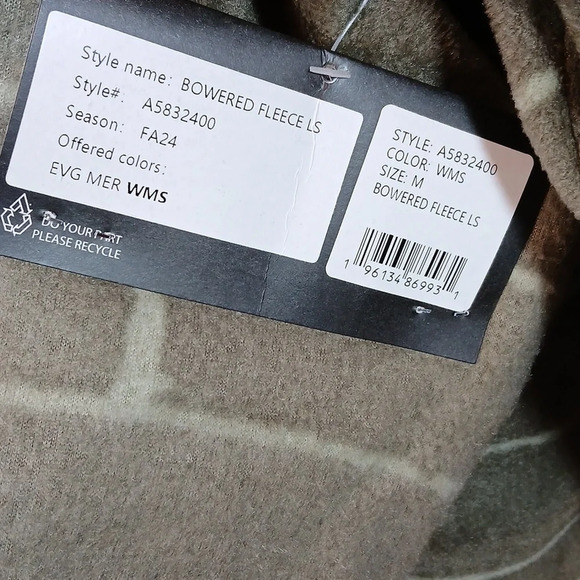 Style name: BOWERED FLEECE LS
Style#: A5832400
Season: FA24
Offered colors:
EVG MER WMS
DO YOUR PART
PLEASE RECYCLE
STYLE: A5832400
COLOR: WMS
SIZE: M
BOWERED FLEECE LS
1 96134 86993 1